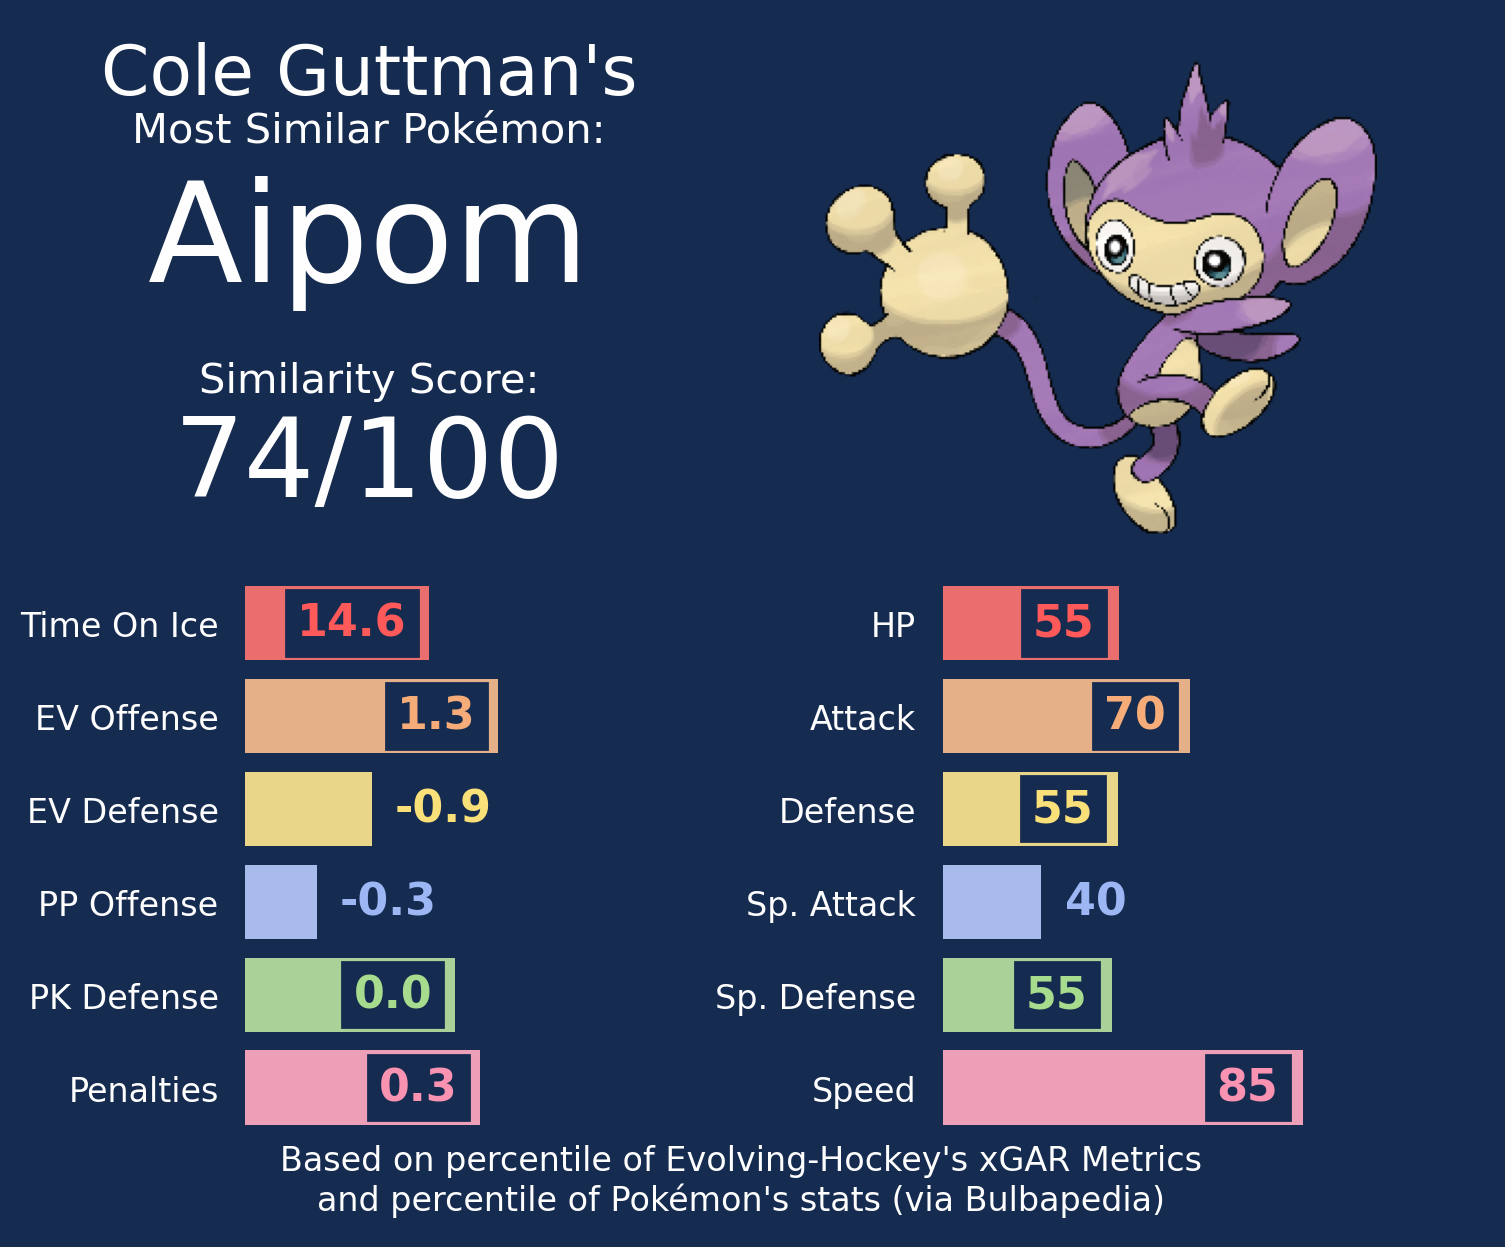 Cole Guttman's
Most Similar Pokémon:
Aipom
Similarity Score:
74/100
Time On Ice 14.6
EV Offense 1.3
EV Defense -0.9
PP Offense -0.3
PK Defense 0.0
Penalties 0.3
HP 55
Attack 70
Defense 55
Sp. Attack 40
Sp. Defense 55
Speed 85
Based on percentile of Evolving-Hockey's xGAR Metrics
and percentile of Pokémon's stats (via Bulbapedia)